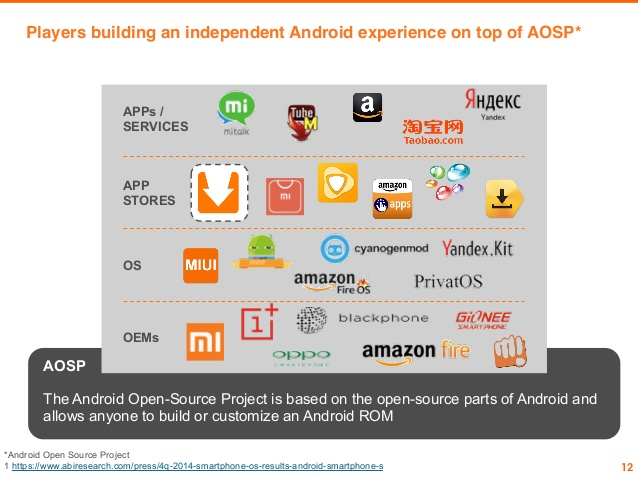 Players building an independent Android experience on top of AOSP*
APPs /
SERVICES
mi
mitalk
Tube
M
a
Яндекс
Yandex
淘宝网
Taobao.com
APP
STORES
mi
amazon
apps
OS
MIUI
cyanogenmod
Yandex.Kit
amazon
Fire OS
PrivatOS
OEMs
mi
1+
blackphone
GIONEE
SMART PHONE
oppo
amazon fire
AOSP
The Android Open-Source Project is based on the open-source parts of Android and
allows anyone to build or customize an Android ROM
*Android Open Source Project
1 https://www.abiresearch.com/press/4q-2014-smartphone-os-results-android-smartphone-s
12